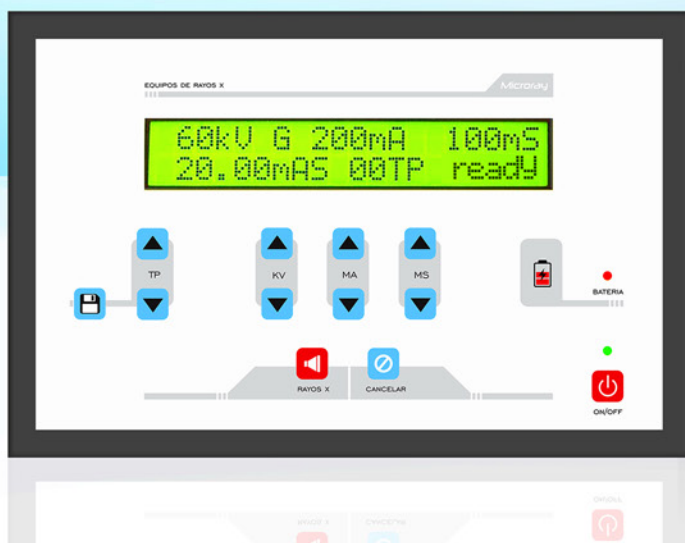 EQUIPOS DE RAYOS X
Microray
60kV G 200mA 100mS
20.00mAS 00TP ready
TP
KV
MA
MS
BATERIA
RAYOS X
CANCELAR
ON/OFF